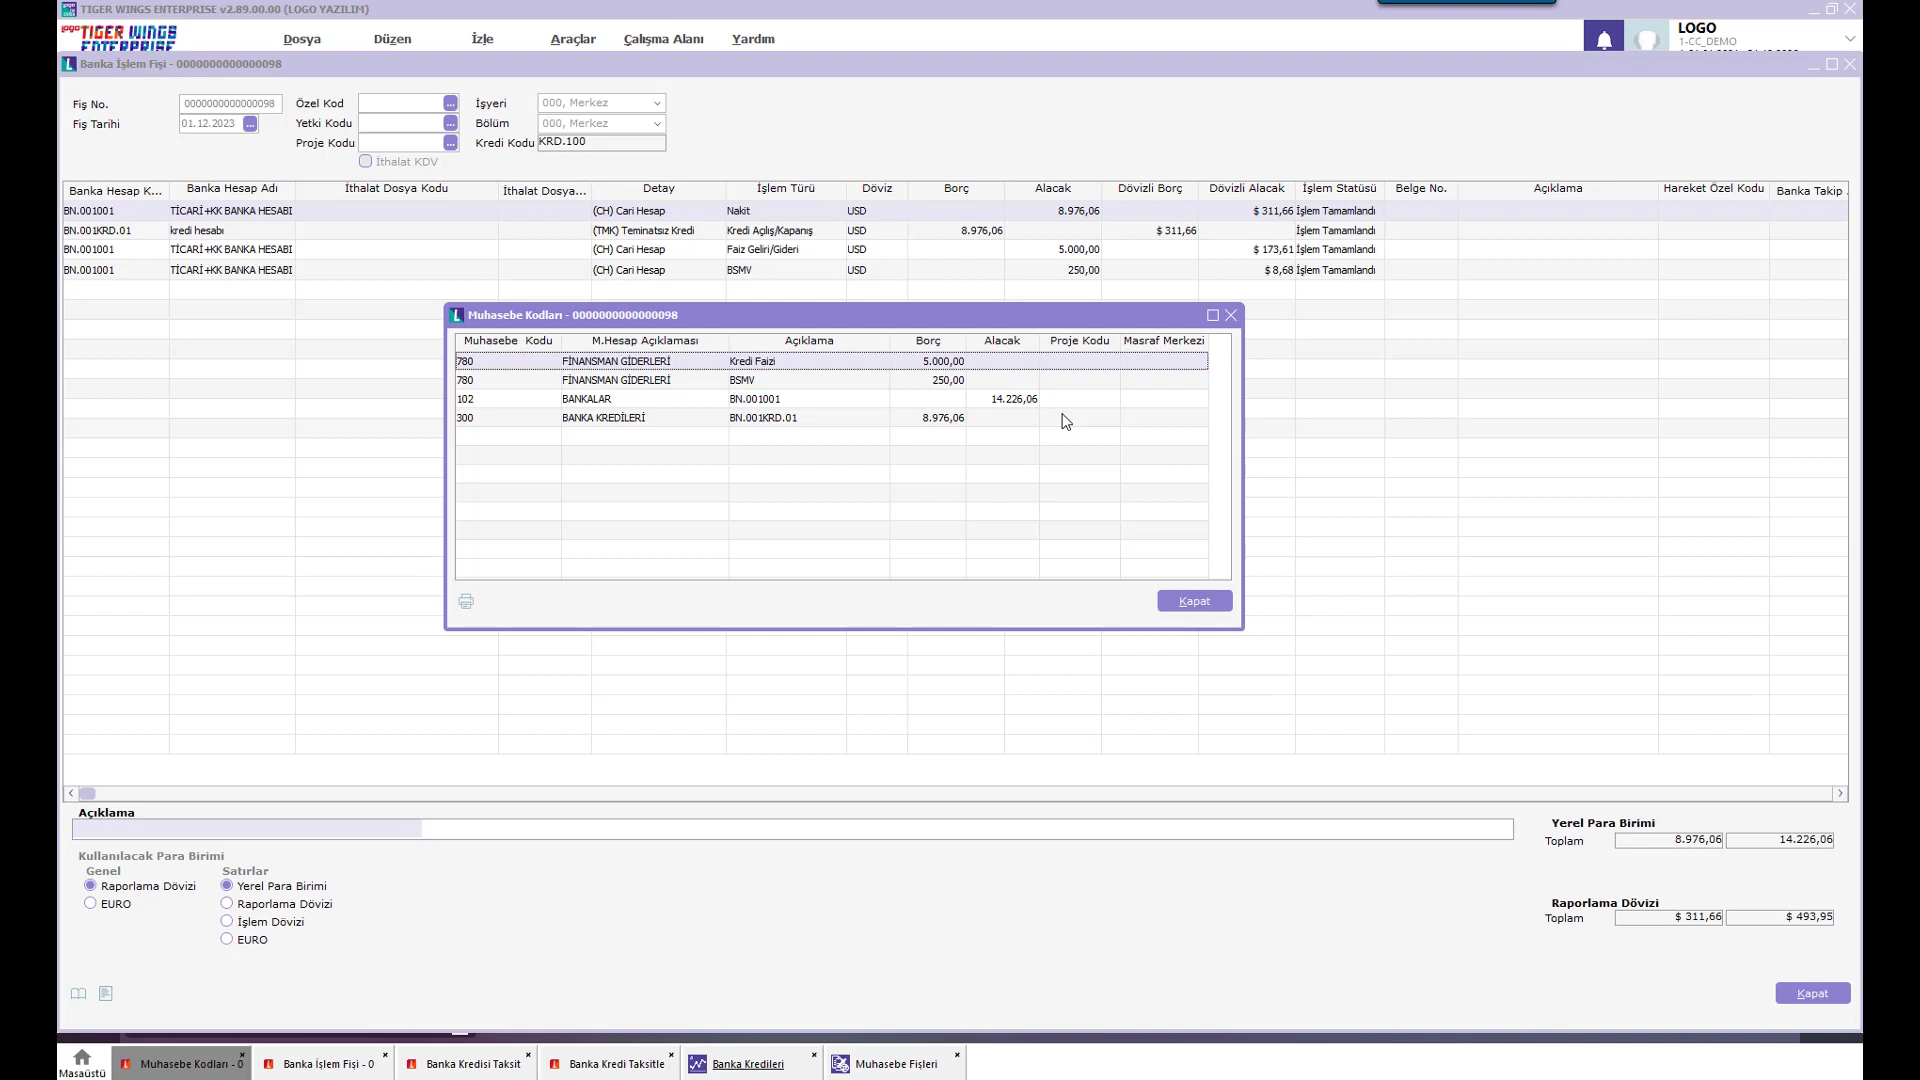 TIGER WINGS ENTERPRISE v2.89.00.00 (LOGO YAZILIM)
LOGO TIGER WINGS ENTERPRISE
Dosya Düzen İzle Araçlar Çalışma Alanı Yardım
LOGO
1-CC_DEMO
Banka İşlem Fişi - 0000000000000098
Fiş No. 0000000000000098 Özel Kod ... İşyeri 000, Merkez
Fiş Tarihi 01.12.2023 ... Yetki Kodu ... Bölüm 000, Merkez
Proje Kodu ... Kredi Kodu KRD.100
İthalat KDV
Banka Hesap K... Banka Hesap Adı İthalat Dosya Kodu İthalat Dosya... Detay İşlem Türü Döviz Borç Alacak Dövizli Borç Dövizli Alacak İşlem Statüsü Belge No. Açıklama Hareket Özel Kodu Banka Takip
BN.001001 TİCARİ+KK BANKA HESABI (CH) Cari Hesap Nakit USD 8.976,06 $ 311,66 İşlem Tamamlandı
BN.001KRD.01 kredi hesabı (TMK) Teminatsız Kredi Kredi Açılış/Kapanış USD 8.976,06 $ 311,66 İşlem Tamamlandı
BN.001001 TİCARİ+KK BANKA HESABI (CH) Cari Hesap Faiz Geliri/Gideri USD 5.000,00 $ 173,61 İşlem Tamamlandı
BN.001001 TİCARİ+KK BANKA HESABI (CH) Cari Hesap BSMV USD 250,00 $ 8,68 İşlem Tamamlandı
Muhasebe Kodları - 0000000000000098
Muhasebe Kodu M.Hesap Açıklaması Açıklama Borç Alacak Proje Kodu Masraf Merkezi
780 FİNANSMAN GİDERLERİ Kredi Faizi 5.000,00
780 FİNANSMAN GİDERLERİ BSMV 250,00
102 BANKALAR BN.001001 14.226,06
300 BANKA KREDİLERİ BN.001KRD.01 8.976,06
Kapat
Açıklama
Yerel Para Birimi
Toplam 8.976,06 14.226,06
Kullanılacak Para Birimi
Genel Satırlar
Raporlama Dövizi Yerel Para Birimi
EURO Raporlama Dövizi
İşlem Dövizi
EURO
Raporlama Dövizi
Toplam $ 311,66 $ 493,95
Kapat
Masaüstü Muhasebe Kodları - 0 Banka İşlem Fişi - 0 Banka Kredisi Taksit Banka Kredi Taksitle Banka Kredileri Muhasebe Fişleri